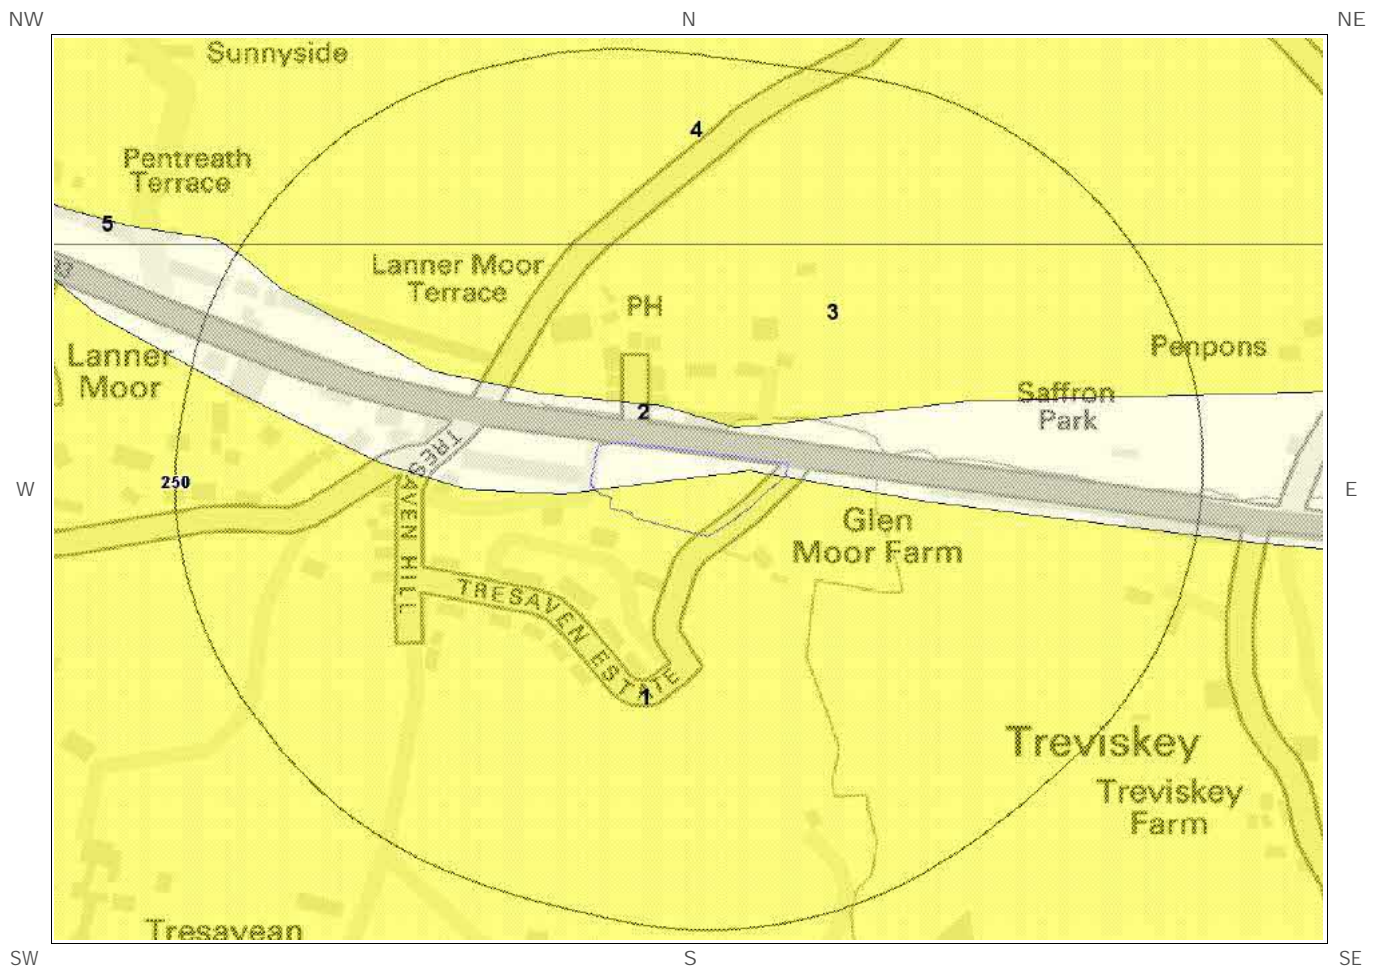 NW
N
NE
Sunnyside
4
Pentreath
Terrace
5
Lanner Moor
Terrace
PH
3
Penpons
Lanner
Moor
Saffron
Park
2
TRESAVEN HILL
W
250
E
Glen
Moor Farm
TRESAVEN ESTATE
1
Treviskey
Treviskey
Farm
Tresavean
SW
S
SE